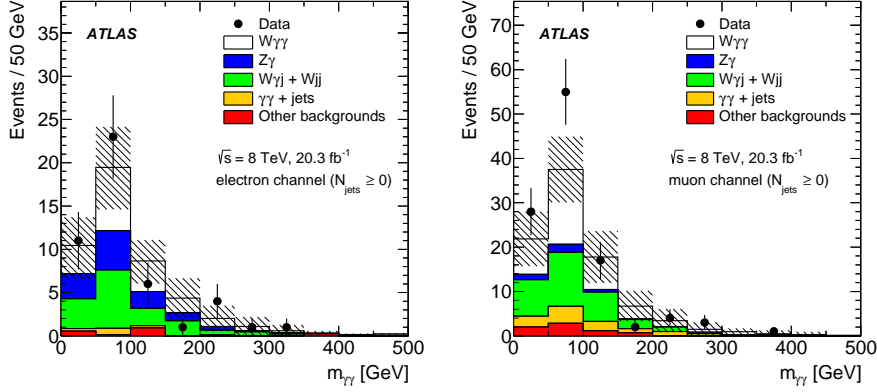 Events / 50 GeV
35
30
25
20
15
10
5
0
ATLAS
Data
Wγγ
Zγ
Wγj + Wjj
γγ + jets
Other backgrounds
√s = 8 TeV, 20.3 fb⁻¹
electron channel (N_jets ≥ 0)
0 100 200 300 400 500
m_γγ [GeV]
Events / 50 GeV
70
60
50
40
30
20
10
0
ATLAS
Data
Wγγ
Zγ
Wγj + Wjj
γγ + jets
Other backgrounds
√s = 8 TeV, 20.3 fb⁻¹
muon channel (N_jets ≥ 0)
0 100 200 300 400 500
m_γγ [GeV]